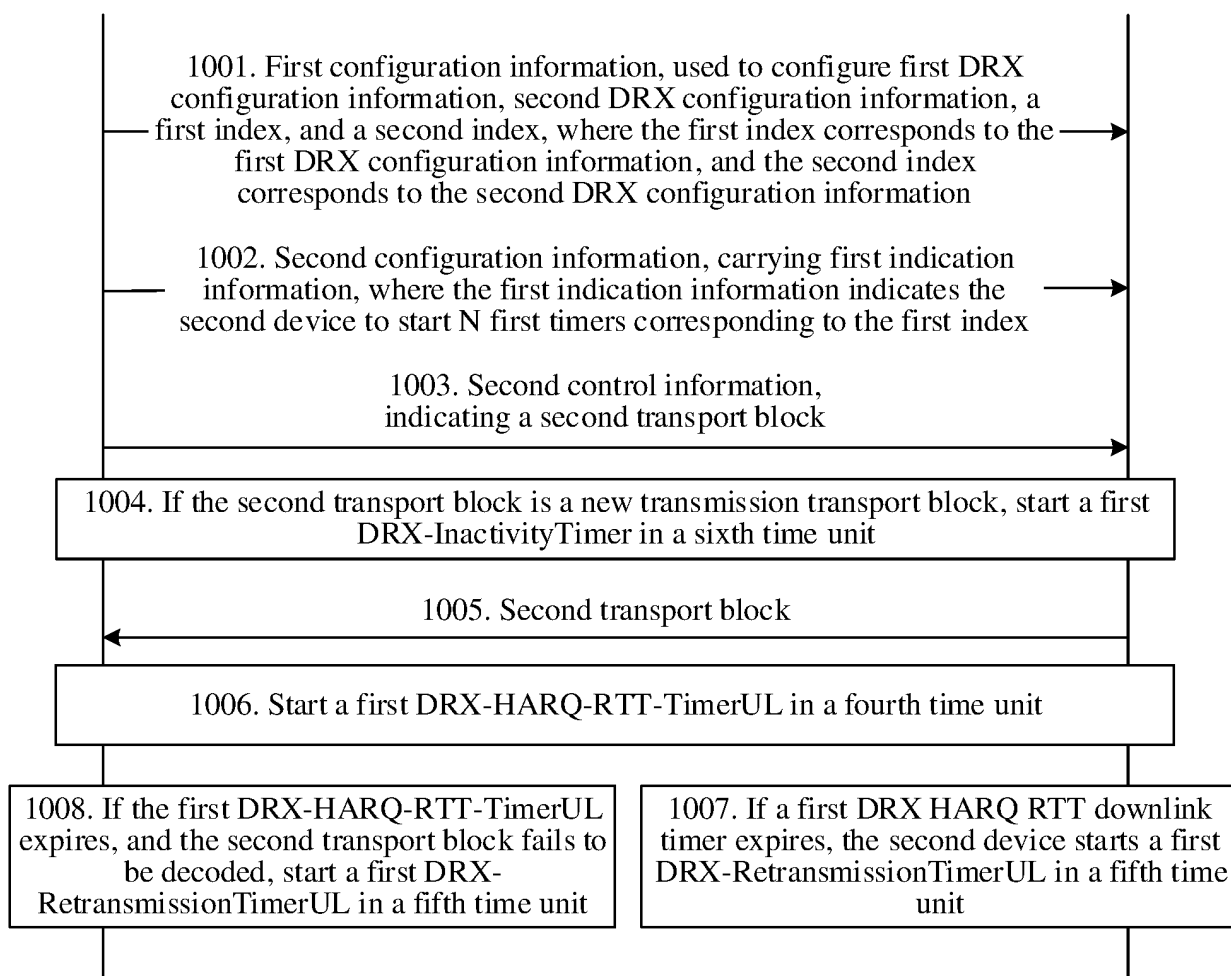 1001. First configuration information, used to configure first DRX
configuration information, second DRX configuration information, a
first index, and a second index, where the first index corresponds to the
first DRX configuration information, and the second index
corresponds to the second DRX configuration information
1002. Second configuration information, carrying first indication
information, where the first indication information indicates the
second device to start N first timers corresponding to the first index
1003. Second control information,
indicating a second transport block
1004. If the second transport block is a new transmission transport block, start a first
DRX-InactivityTimer in a sixth time unit
1005. Second transport block
1006. Start a first DRX-HARQ-RTT-TimerUL in a fourth time unit
1008. If the first DRX-HARQ-RTT-TimerUL
expires, and the second transport block fails to
be decoded, start a first DRX-
RetransmissionTimerUL in a fifth time unit
1007. If a first DRX HARQ RTT downlink
timer expires, the second device starts a first
DRX-RetransmissionTimerUL in a fifth time
unit